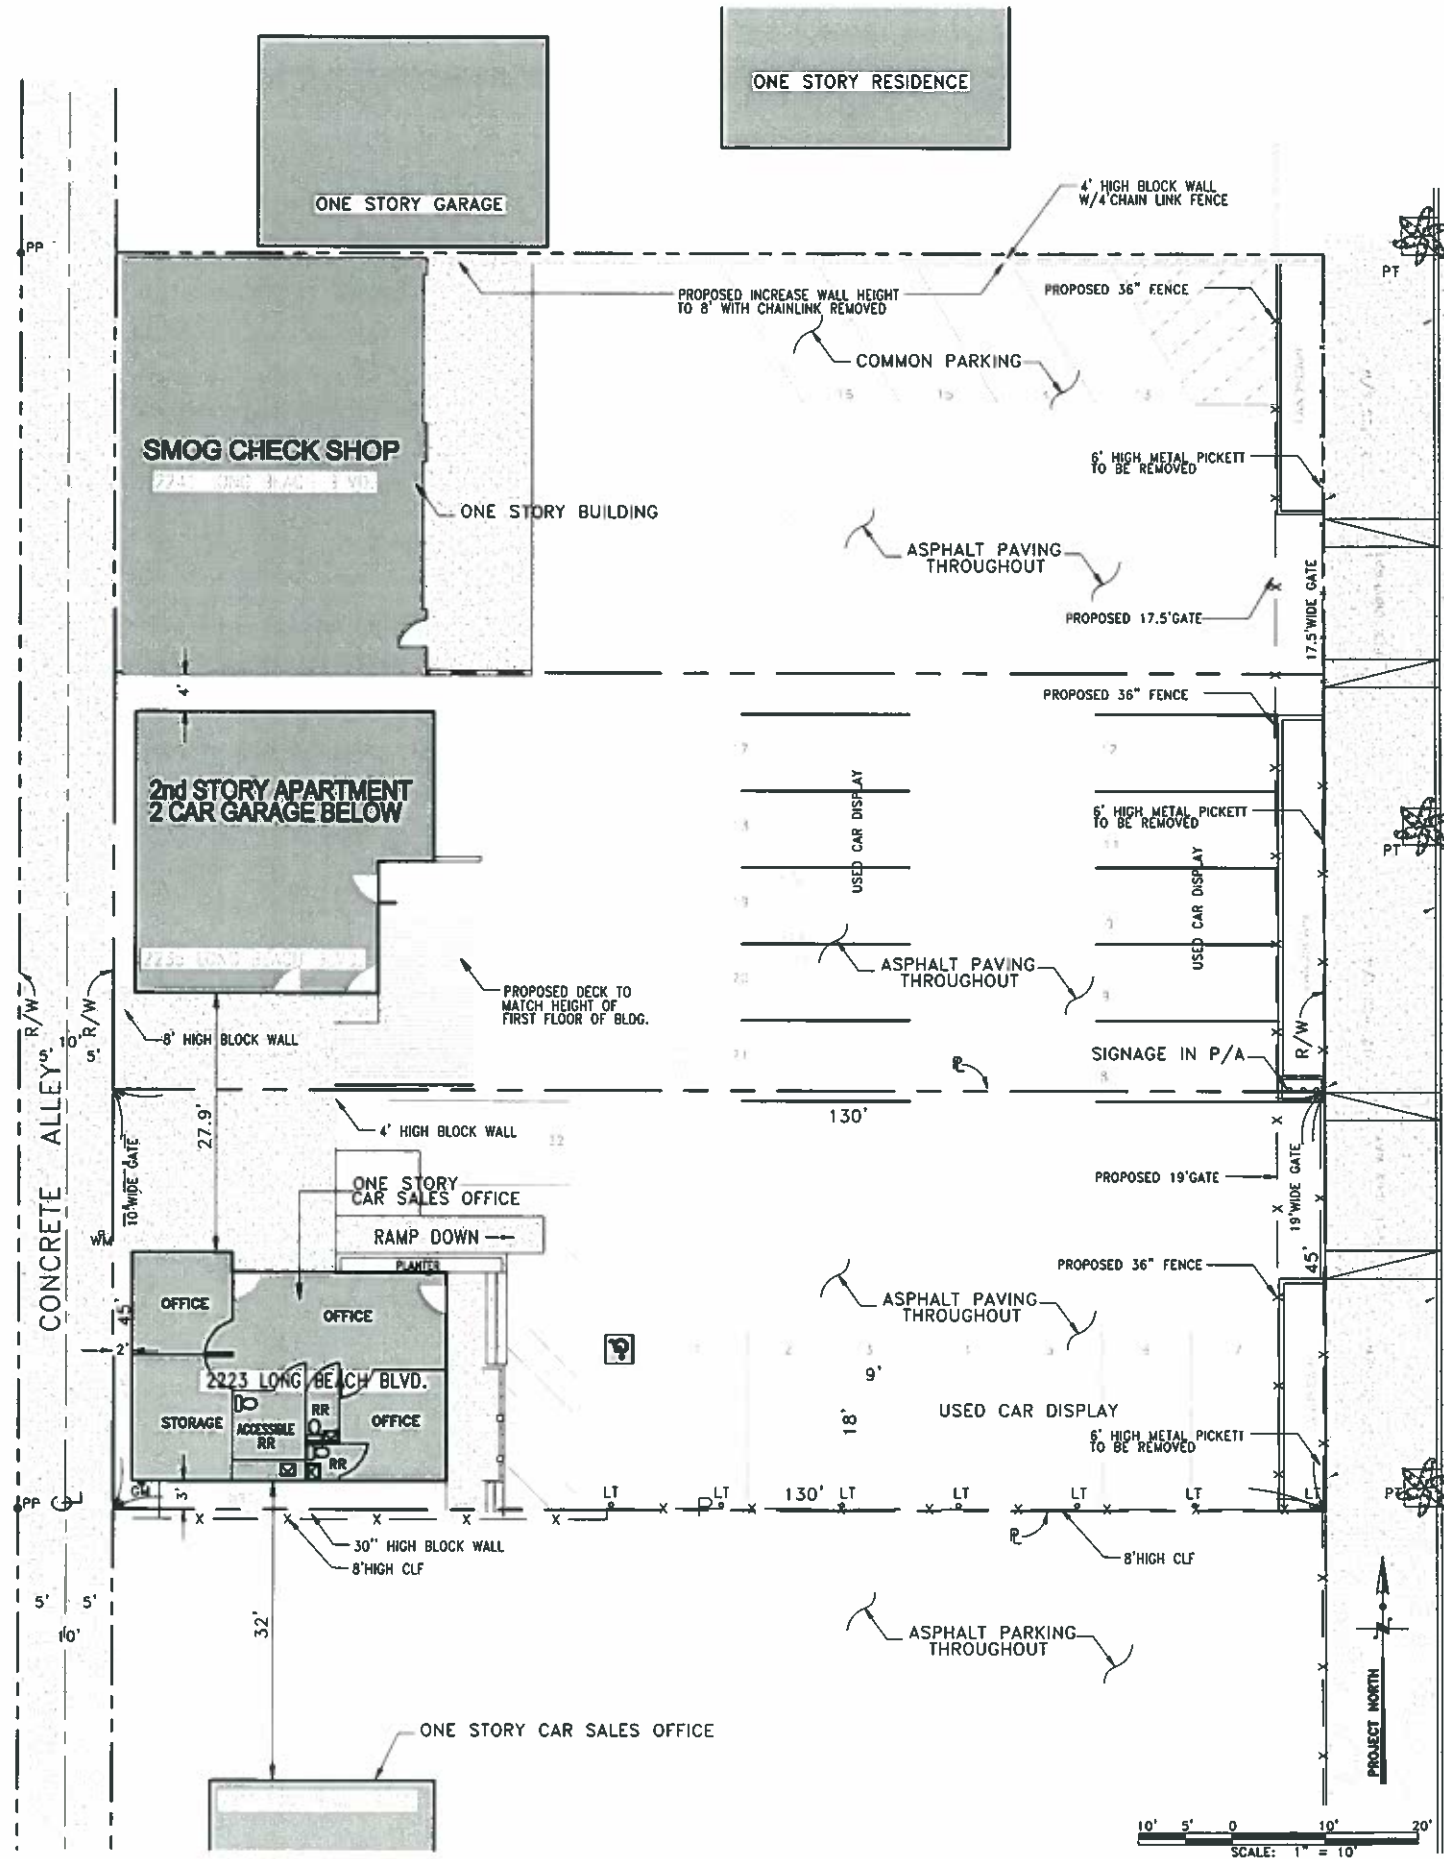 ONE STORY RESIDENCE
ONE STORY GARAGE
4' HIGH BLOCK WALL
W/4'CHAIN LINK FENCE
PP
PT
PROPOSED INCREASE WALL HEIGHT
TO 8' WITH CHAINLINK REMOVED
PROPOSED 36" FENCE
COMMON PARKING
15
SMOG CHECK SHOP
6' HIGH METAL PICKETT
TO BE REMOVED
ONE STORY BUILDING
ASPHALT PAVING
THROUGHOUT
PROPOSED 17.5'GATE
17.5'WIDE GATE
4'
PROPOSED 36" FENCE
2nd STORY APARTMENT
2 CAR GARAGE BELOW
USED CAR DISPLAY
6' HIGH METAL PICKETT
TO BE REMOVED
PT
USED CAR DISPLAY
ASPHALT PAVING
THROUGHOUT
PROPOSED DECK TO
MATCH HEIGHT OF
FIRST FLOOR OF BLDG.
R/W
R/W
8' HIGH BLOCK WALL
5' 10' 5'
SIGNAGE IN P/A
R/W
CONCRETE ALLEY
27.9'
130'
4' HIGH BLOCK WALL
10' WIDE GATE
ONE STORY
CAR SALES OFFICE
PROPOSED 19'GATE
19'WIDE GATE
WM
RAMP DOWN
PLANTER
PROPOSED 36" FENCE
45'
45'
OFFICE
OFFICE
ASPHALT PAVING
THROUGHOUT
2'
2223 LONG BEACH BLVD.
2 3
7
9'
18'
STORAGE
ACCESSIBLE
RR
RR
OFFICE
RR
USED CAR DISPLAY
6' HIGH METAL PICKETT
TO BE REMOVED
PP
GM
3'
LT
LT
130'
LT
LT
LT
LT
LT
PT
30" HIGH BLOCK WALL
8'HIGH CLF
8'HIGH CLF
5' 5'
10'
32'
ASPHALT PARKING
THROUGHOUT
PROJECT NORTH
ONE STORY CAR SALES OFFICE
10' 5' 0 10' 20'
SCALE: 1" = 10'